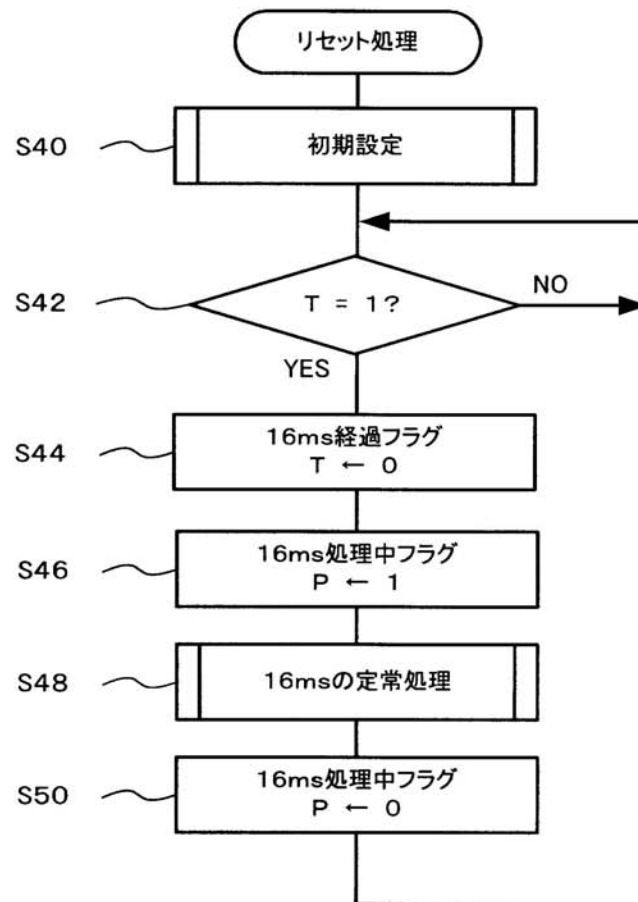 リセット処理
S40
初期設定
S42
T = 1?
NO
YES
S44
16ms経過フラグ
T ← 0
S46
16ms処理中フラグ
P ← 1
S48
16msの定常処理
S50
16ms処理中フラグ
P ← 0